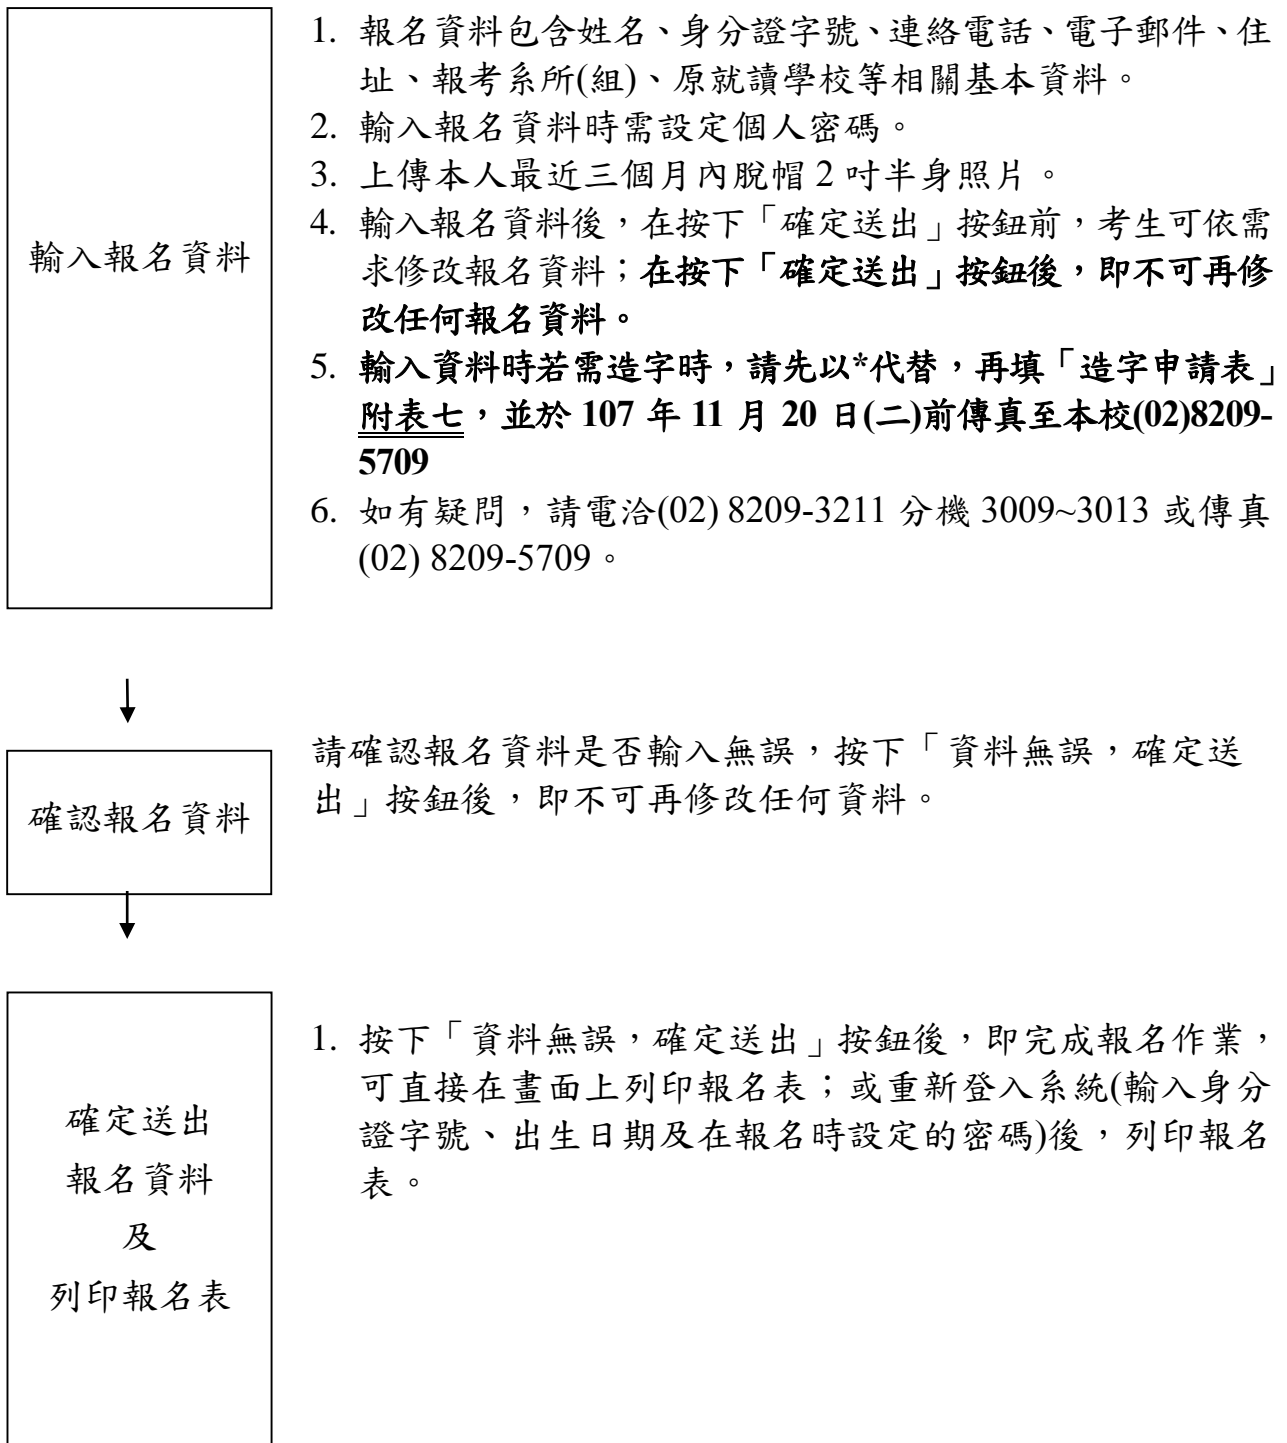 輸入報名資料
1. 報名資料包含姓名、身分證字號、連絡電話、電子郵件、住
址、報考系所(組)、原就讀學校等相關基本資料。
2. 輸入報名資料時需設定個人密碼。
3. 上傳本人最近三個月內脫帽 2 吋半身照片。
4. 輸入報名資料後，在按下「確定送出」按鈕前，考生可依需
求修改報名資料；在按下「確定送出」按鈕後，即不可再修
改任何報名資料。
5. 輸入資料時若需造字時，請先以*代替，再填「造字申請表」
附表七，並於 107 年 11 月 20 日(二)前傳真至本校(02)8209-
5709
6. 如有疑問，請電洽(02) 8209-3211 分機 3009~3013 或傳真
(02) 8209-5709。
確認報名資料
請確認報名資料是否輸入無誤，按下「資料無誤，確定送
出」按鈕後，即不可再修改任何資料。
確定送出
報名資料
及
列印報名表
1. 按下「資料無誤，確定送出」按鈕後，即完成報名作業，
可直接在畫面上列印報名表；或重新登入系統(輸入身分
證字號、出生日期及在報名時設定的密碼)後，列印報名
表。